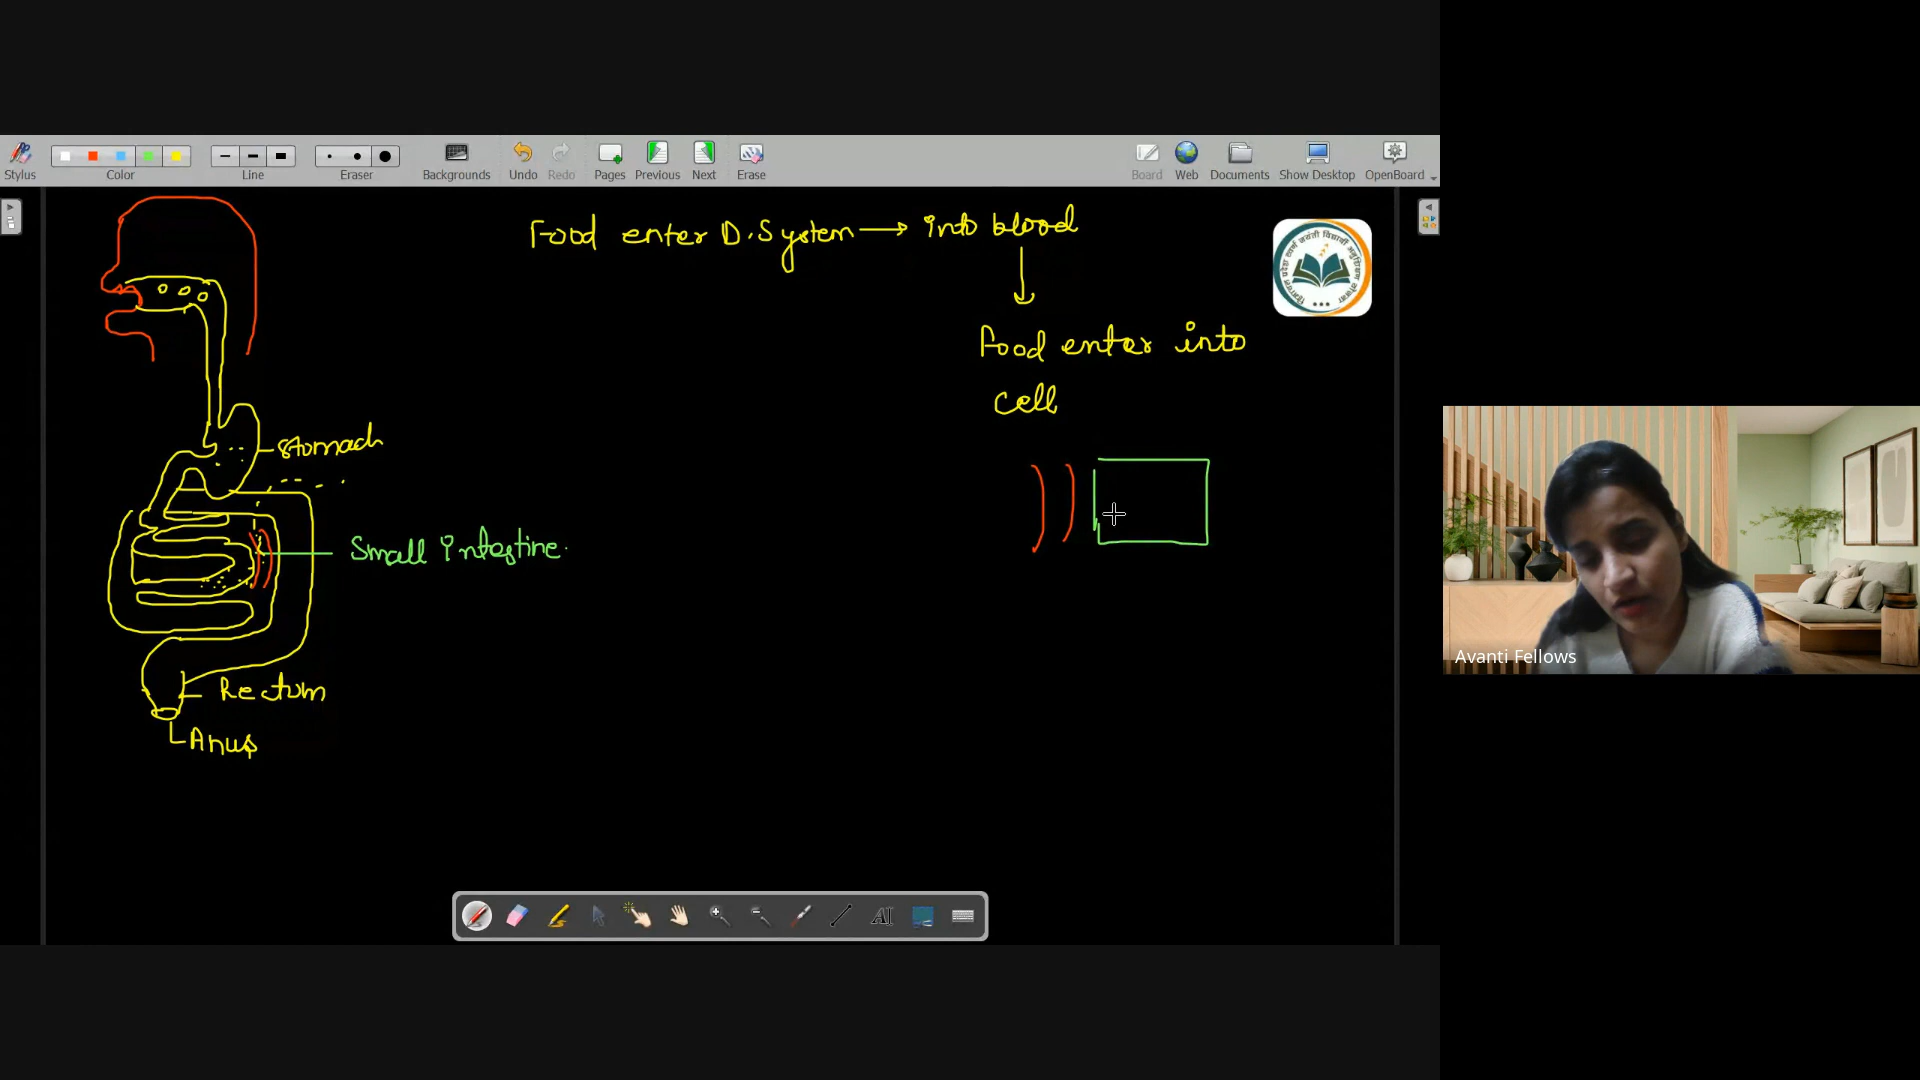 Stylus
Color
Line
Eraser
Backgrounds
Undo
Redo
Pages
Previous
Next
Erase
Board
Web
Documents
Show Desktop
OpenBoard
Food enter D.System → into blood
↓
Food enter into
cell
Stomach
Small intestine.
Rectum
Anus
Avanti Fellows